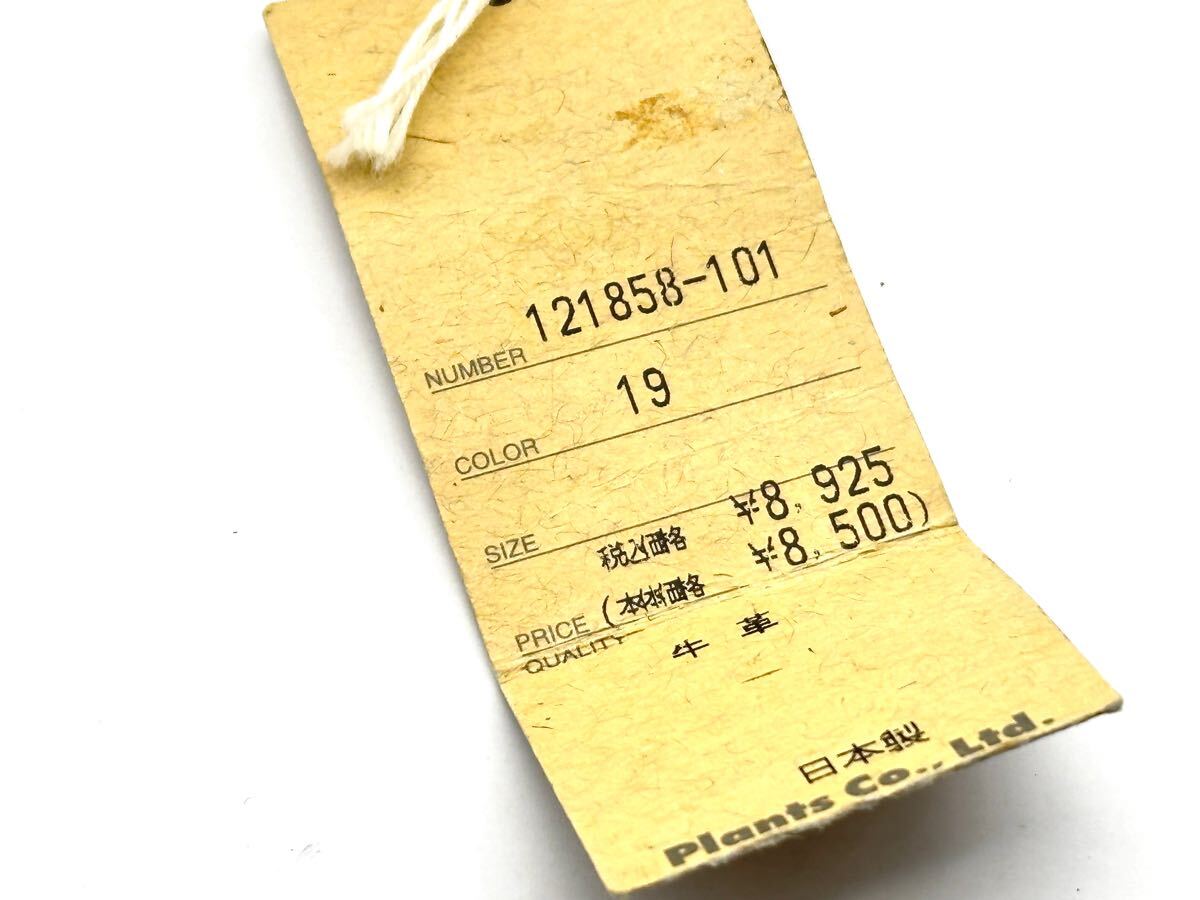 NUMBER 121858-101
COLOR 19
SIZE
税込価格 ¥8,925
PRICE (本体価格 ¥8,500)
QUALITY 牛革
日本製
Plants Co., Ltd.